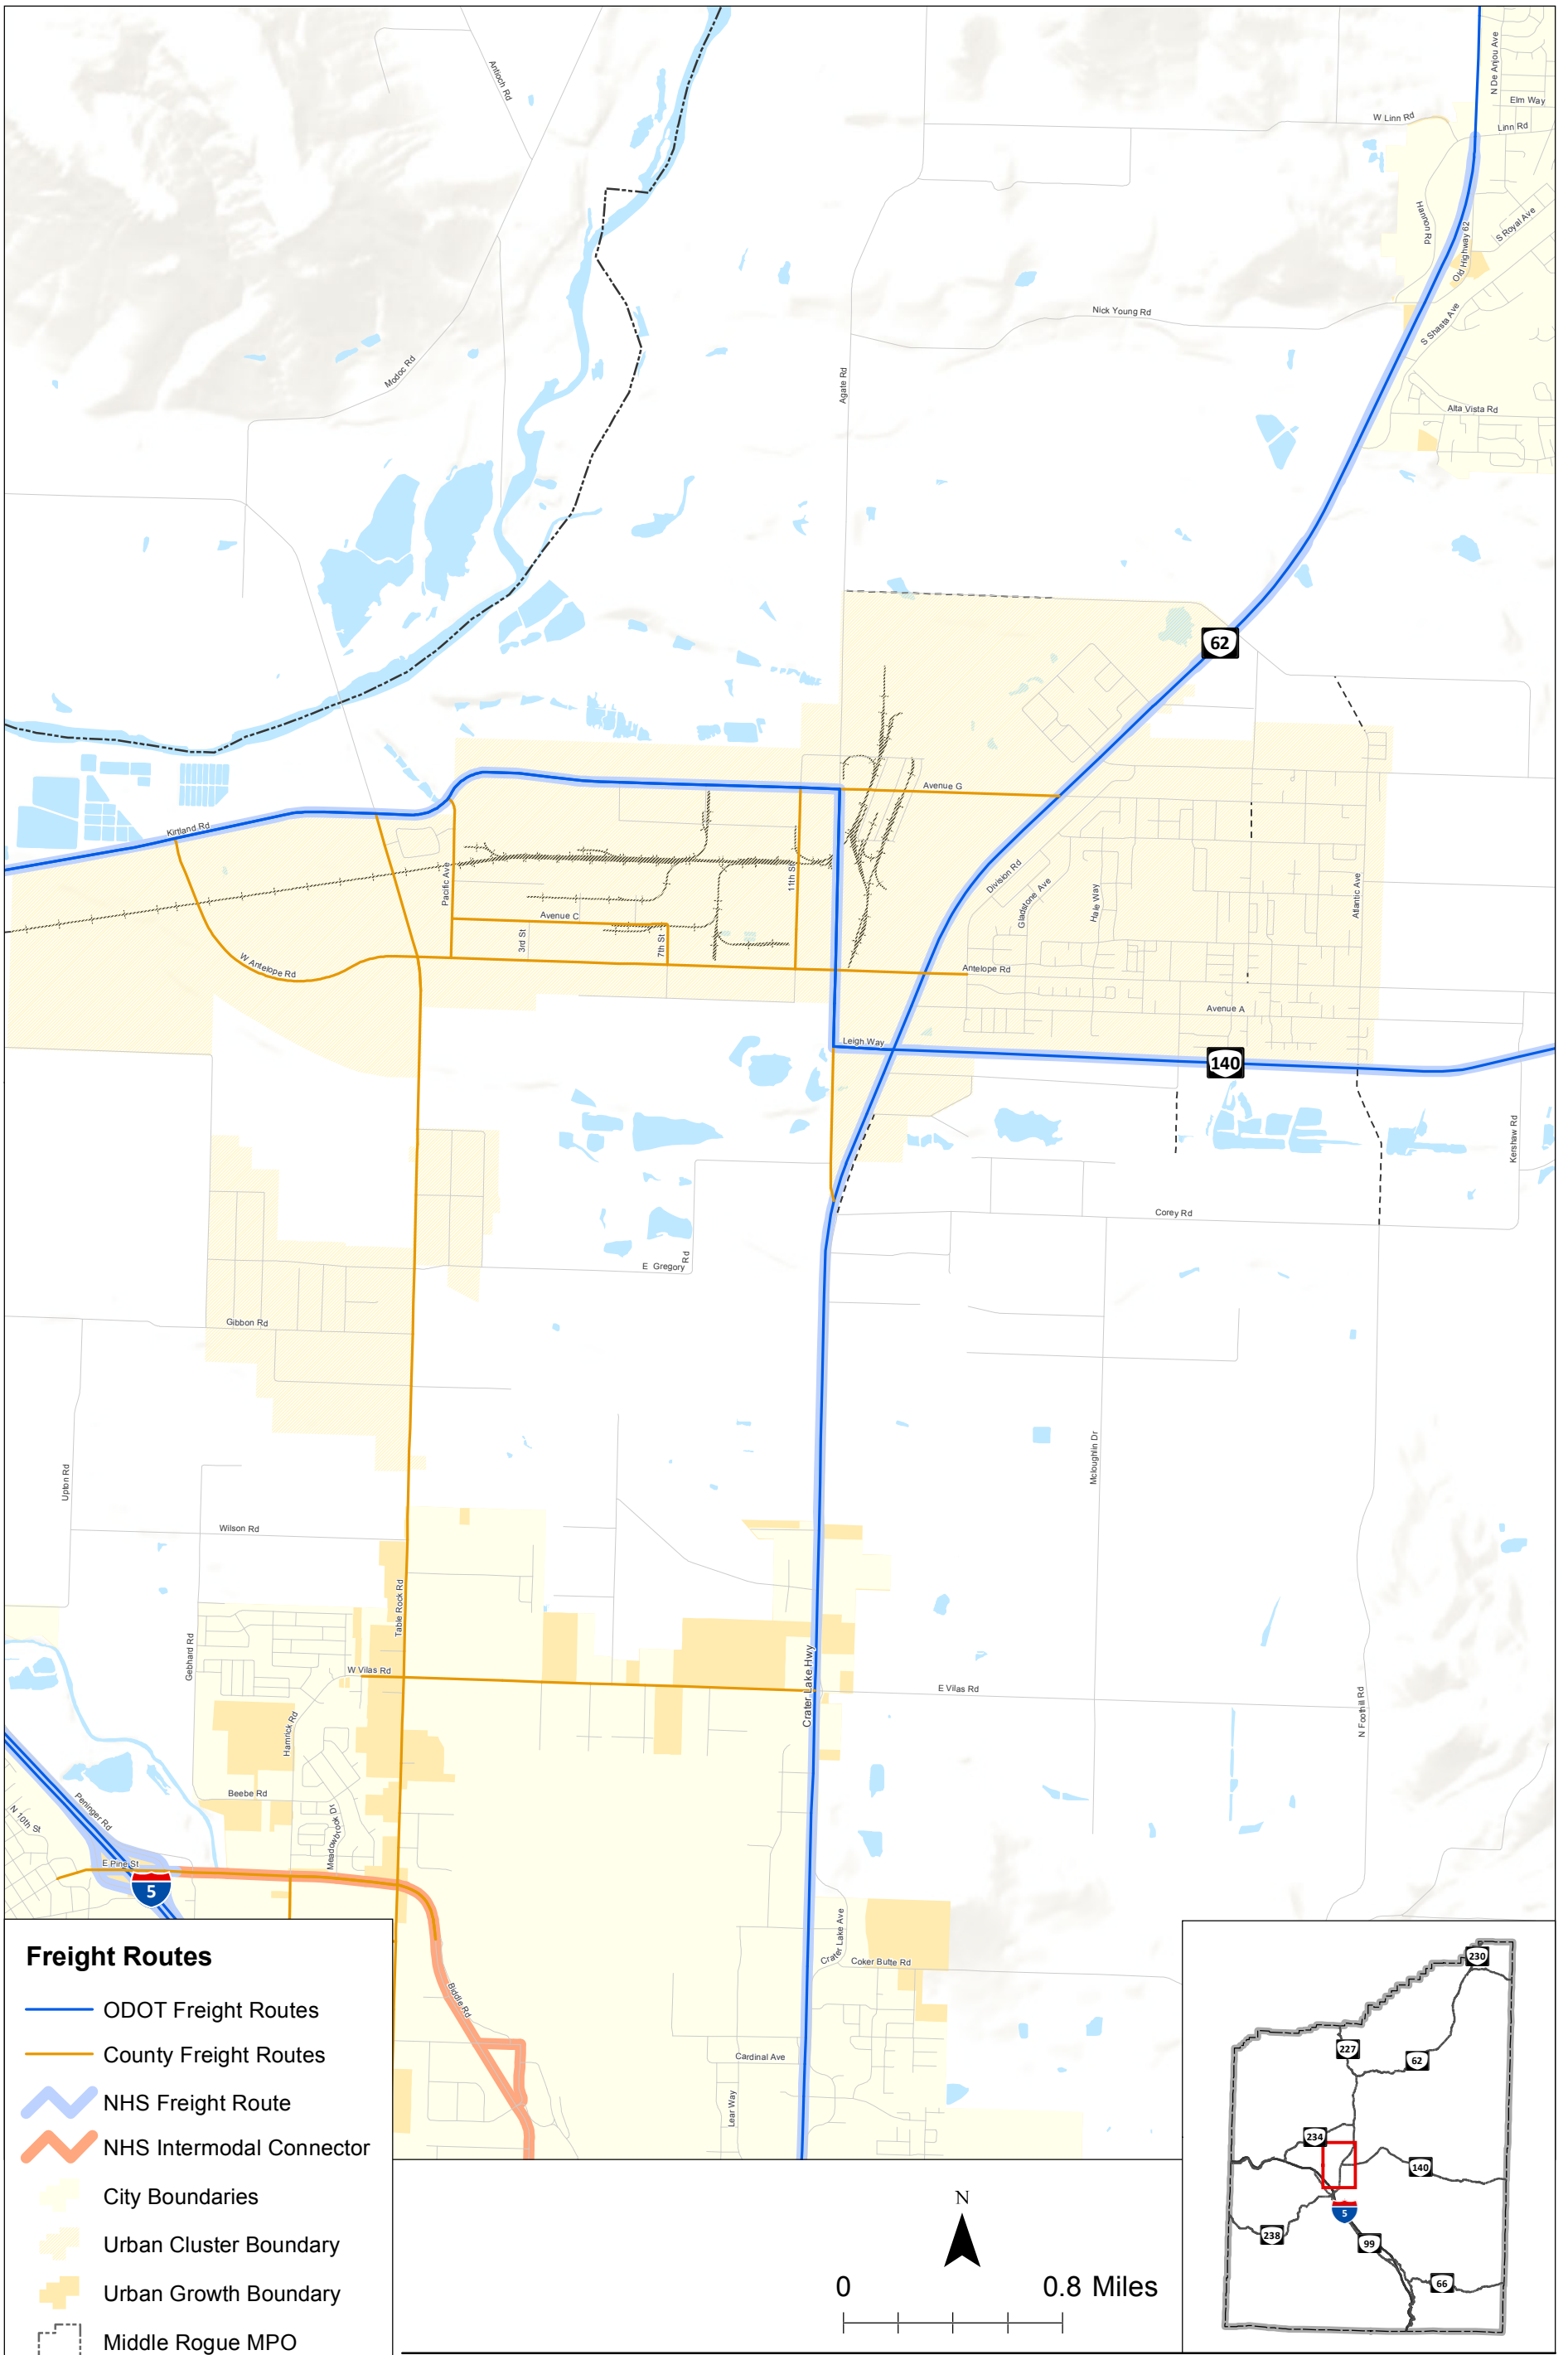 Antioch Rd
N De Anjou Ave
Elm Way
W Linn Rd
Linn Rd
Hannon Rd
Old Highway 62
S Royal Ave
Nick Young Rd
S Shasta Ave
Modoc Rd
Agate Rd
Alta Vista Rd
62
Avenue G
Kirtland Rd
Pacific Ave
11th St
Division Rd
Gladstone Ave
Hale Way
Atlantic Ave
Avenue C
3rd St
7th St
W Antelope Rd
Antelope Rd
Avenue A
Leigh Way
140
Kershaw Rd
Corey Rd
E Gregory
Rd
Gibbon Rd
Upton Rd
Mcloughlin Dr
Wilson Rd
Table Rock Rd
Gebhard Rd
W Vilas Rd
Crater Lake Hwy
E Vilas Rd
N Foothill Rd
Hamrick Rd
Beebe Rd
Peninger Rd
N 10th St
Meadowbrook Dr
E Pine St
5
Crater Lake Ave
Coker Butte Rd
Biddle Rd
Cardinal Ave
Lear Way
Freight Routes
ODOT Freight Routes
County Freight Routes
NHS Freight Route
NHS Intermodal Connector
City Boundaries
Urban Cluster Boundary
Urban Growth Boundary
Middle Rogue MPO
N
0
0.8 Miles
230
227
62
234
140
5
238
99
66